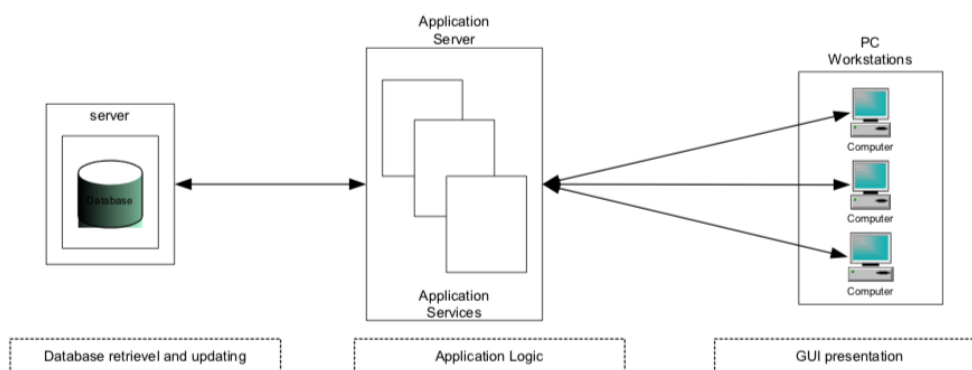 server
Database
Application
Server
Application
Services
PC
Workstations
Computer
Computer
Computer
Database retrievel and updating
Application Logic
GUI presentation